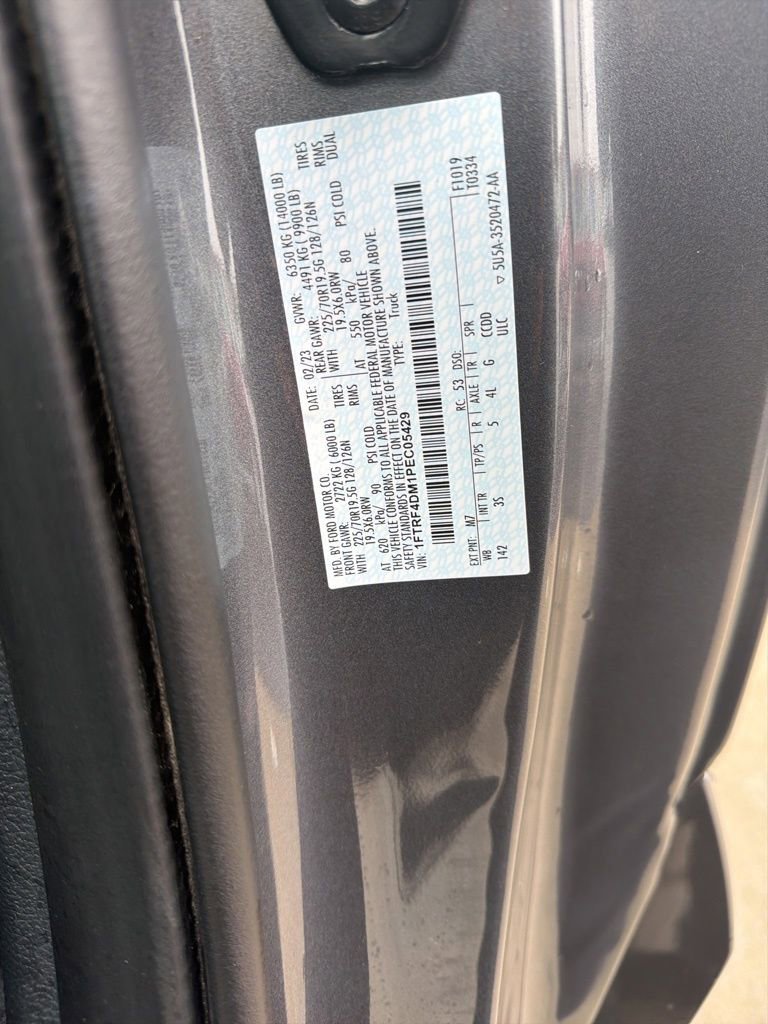 MFD. BY FORD MOTOR CO. DATE: 02/23 GVWR: 6350 KG (14000 LB)
FRONT GAWR: 2722 KG ( 6000 LB) REAR GAWR: 4491 KG ( 9900 LB)
WITH 225/70R19.5G 128/126N TIRES WITH 225/70R19.5G 128/126N TIRES
19.5X6.0RW RIMS 19.5X6.0RW RIMS
AT 620 kPa/ 90 PSI COLD AT 550 kPa/ 80 PSI COLD DUAL
THIS VEHICLE CONFORMS TO ALL APPLICABLE FEDERAL MOTOR VEHICLE
SAFETY STANDARDS IN EFFECT ON THE DATE OF MANUFACTURE SHOWN ABOVE.
VIN: 1FTRF4DM1PEC05429 TYPE: Truck
EXT PNT: M7 RC: 53 DSO: F1019
WB INT TR TP/PS R AXLE TR SPR T0334
142 3S 5 4L G CCDD
ULC ▽ 5U5A-3520472-AA